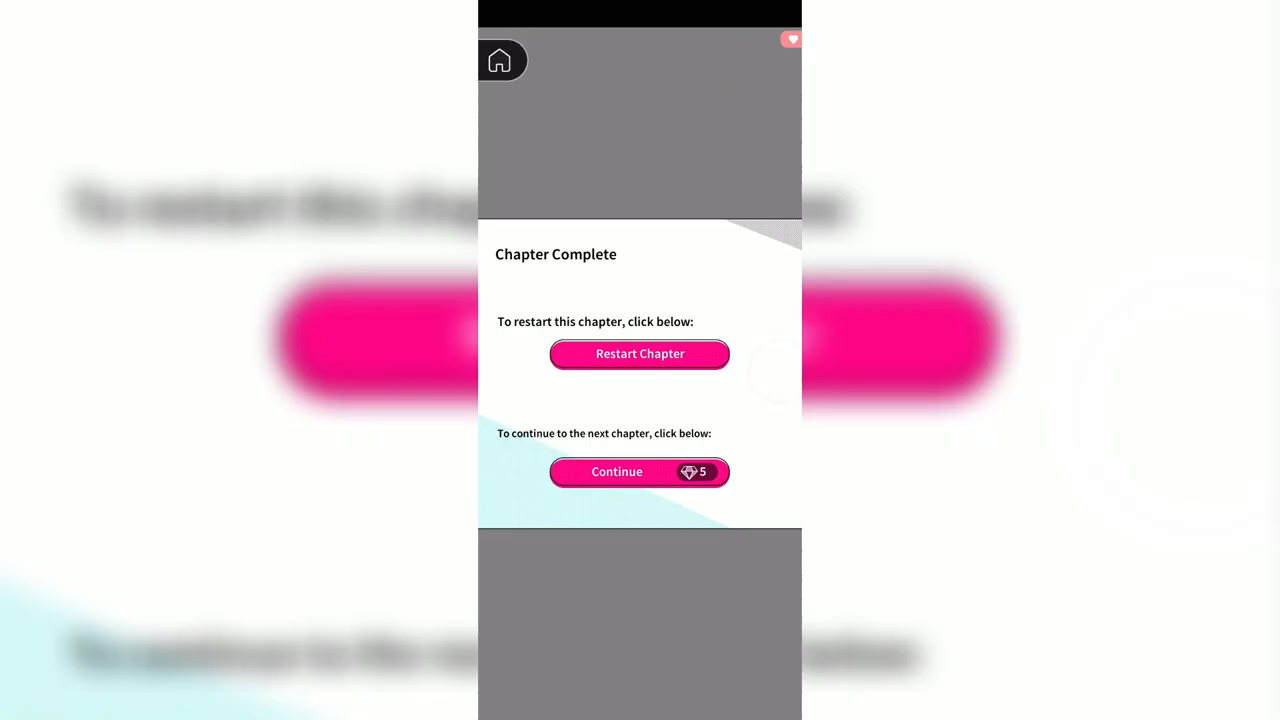 Chapter Complete
To restart this chapter, click below:
Restart Chapter
To continue to the next chapter, click below:
Continue 5